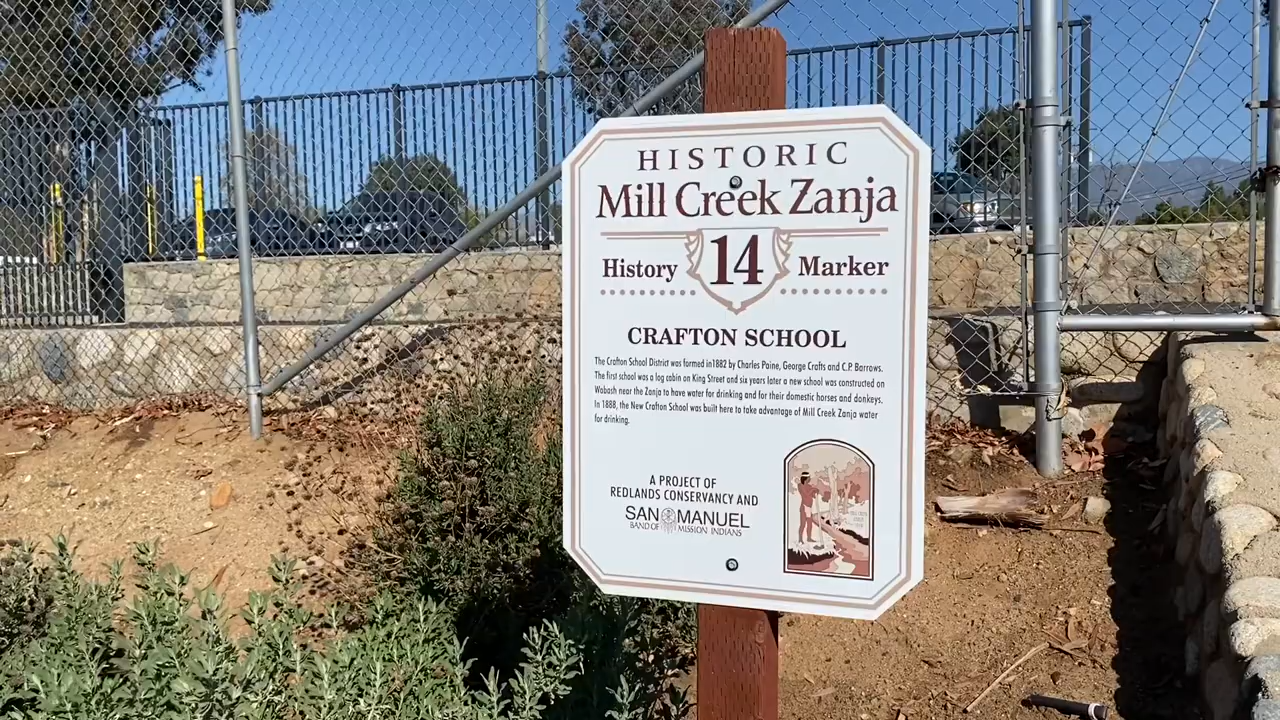 HISTORIC
Mill Creek Zanja
History 14 Marker
CRAFTON SCHOOL
The Crafton School District was formed in1882 by Charles Paine, George Crafts and C.P. Barrows.
The first school was a log cabin on King Street and six years later a new school was constructed on
Wabash near the Zanja to have water for drinking and for their domestic horses and donkeys.
In 1888, the New Crafton School was built here to take advantage of Mill Creek Zanja water
for drinking.
A PROJECT OF
REDLANDS CONSERVANCY AND
SAN MANUEL
BAND OF MISSION INDIANS